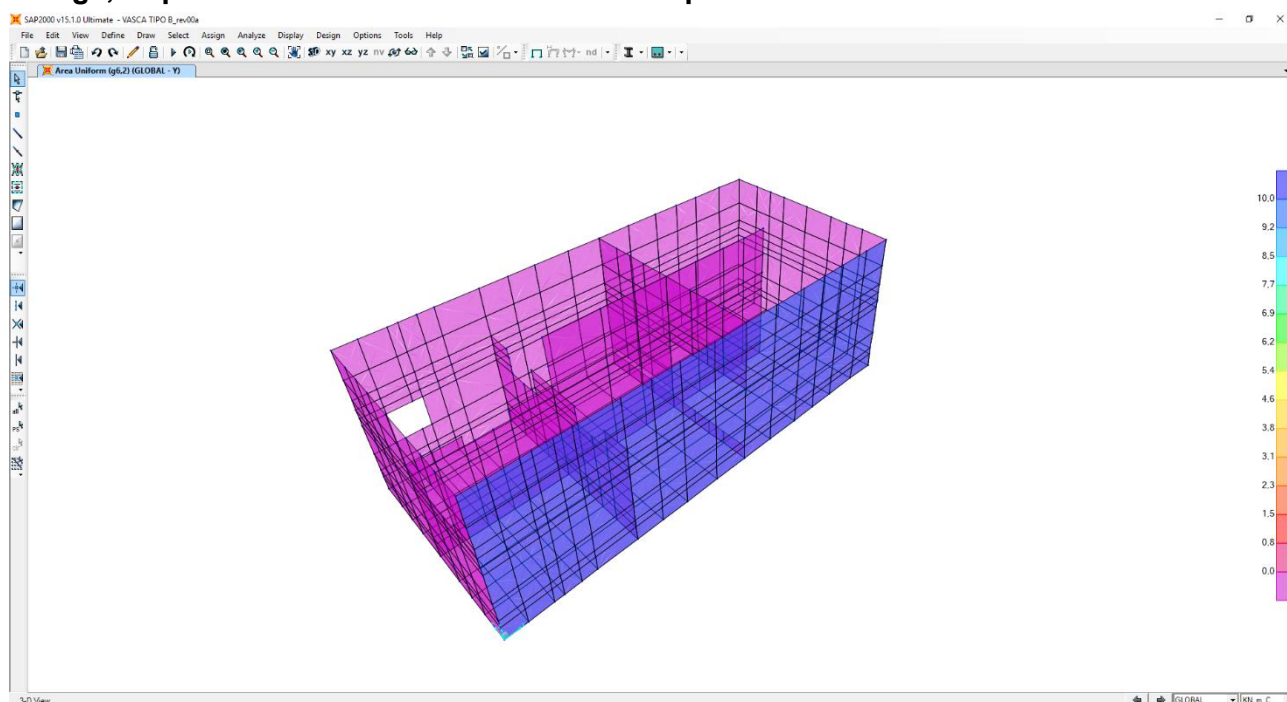 SAP2000 v15.1.0 Ultimate - VASCA TIPO B_rev00a
File Edit View Define Draw Select Assign Analyze Display Design Options Tools Help
xy xz yz nv nd
Area Uniform (g6,2) (GLOBAL - Y)
10,0
9,2
8,5
7,7
6,9
6,2
5,4
4,6
3,8
3,1
2,3
1,5
0,8
0,0
all
PS
3-D View
GLOBAL KN, m, C